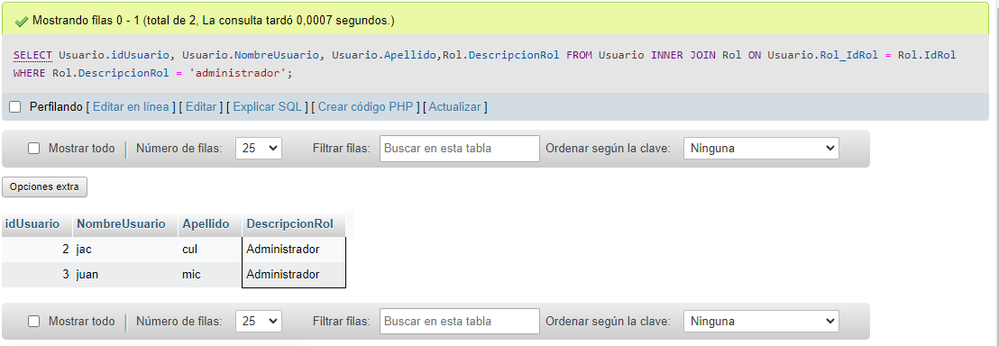 Mostrando filas 0 - 1 (total de 2, La consulta tardó 0,0007 segundos.)
SELECT Usuario.idUsuario, Usuario.NombreUsuario, Usuario.Apellido,Rol.DescripcionRol FROM Usuario INNER JOIN Rol ON Usuario.Rol_IdRol = Rol.IdRol
WHERE Rol.DescripcionRol = 'administrador';
Perfilando [ Editar en línea ] [ Editar ] [ Explicar SQL ] [ Crear código PHP ] [ Actualizar ]
Mostrar todo | Número de filas: 25 Filtrar filas: Buscar en esta tabla Ordenar según la clave: Ninguna
Opciones extra
idUsuario NombreUsuario Apellido DescripcionRol
2 jac cul Administrador
3 juan mic Administrador
Mostrar todo | Número de filas: 25 Filtrar filas: Buscar en esta tabla Ordenar según la clave: Ninguna